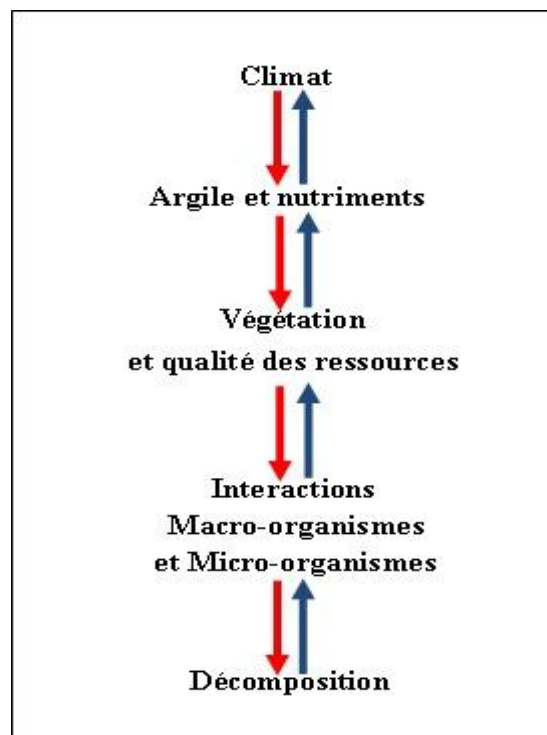 Climat
Argile et nutriments
Végétation
et qualité des ressources
Interactions
Macro-organismes
et Micro-organismes
Décomposition